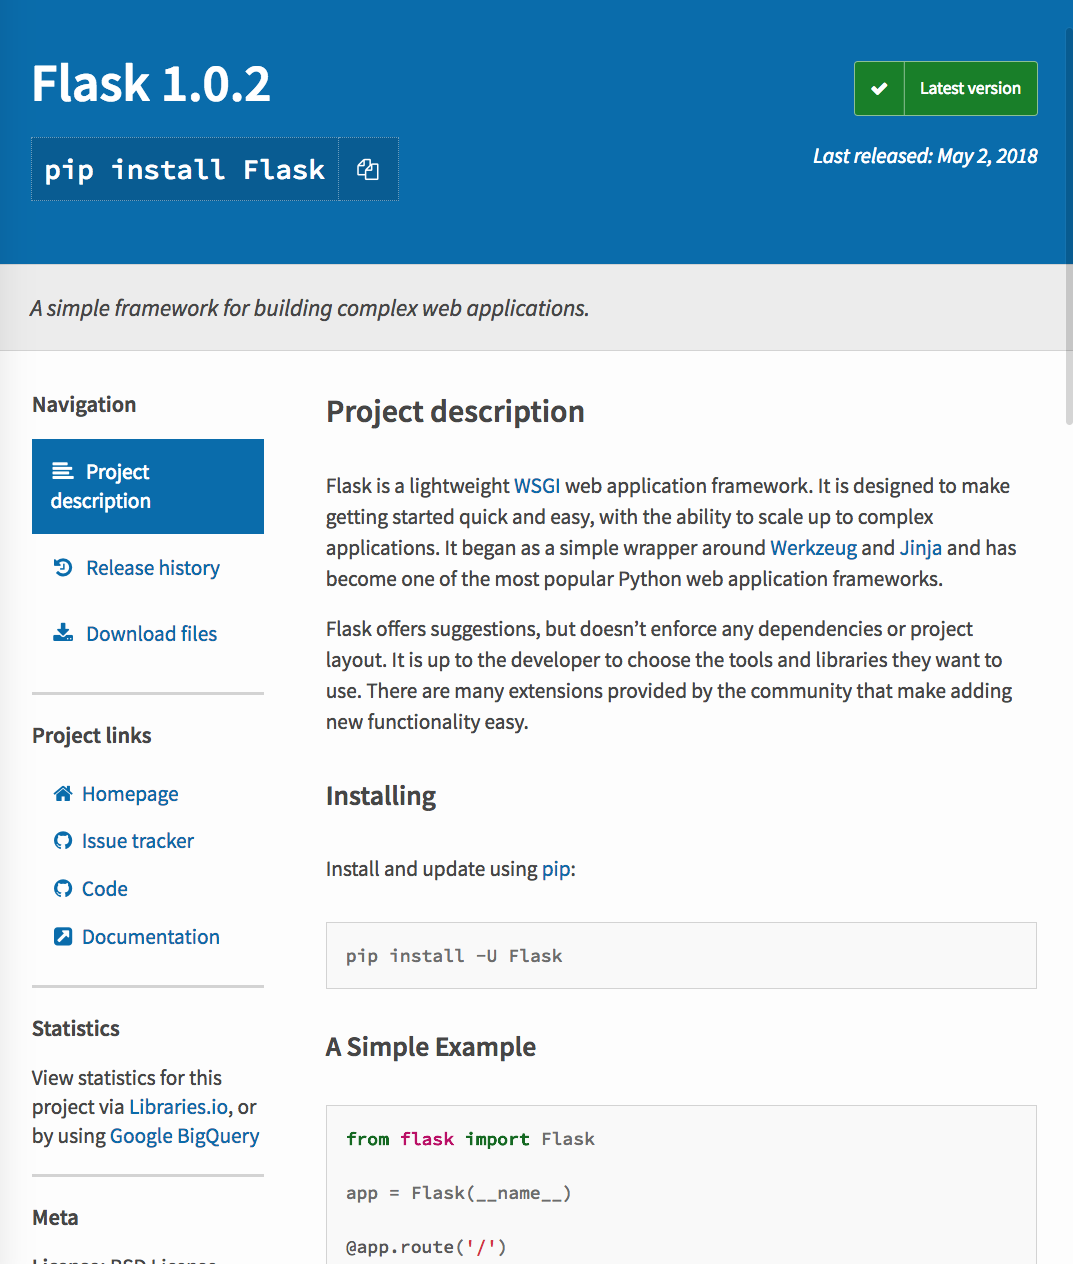 Flask 1.0.2
Latest version
pip install Flask
Last released: May 2, 2018
A simple framework for building complex web applications.
Navigation
Project
description
Release history
Download files
Project links
Homepage
Issue tracker
Code
Documentation
Statistics
View statistics for this
project via Libraries.io, or
by using Google BigQuery
Meta
License: BSD License
Project description
Flask is a lightweight WSGI web application framework. It is designed to make
getting started quick and easy, with the ability to scale up to complex
applications. It began as a simple wrapper around Werkzeug and Jinja and has
become one of the most popular Python web application frameworks.
Flask offers suggestions, but doesn’t enforce any dependencies or project
layout. It is up to the developer to choose the tools and libraries they want to
use. There are many extensions provided by the community that make adding
new functionality easy.
Installing
Install and update using pip:
pip install -U Flask
A Simple Example
from flask import Flask
app = Flask(__name__)
@app.route('/')